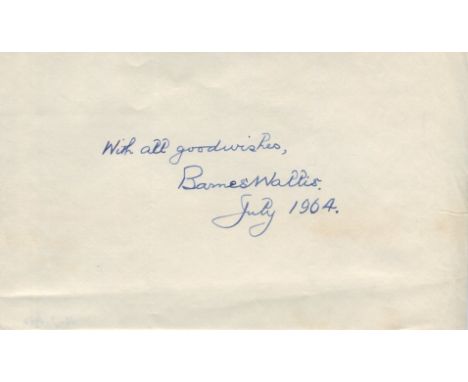 With all goodwishes,
Barnes Wallis.
July 1964.